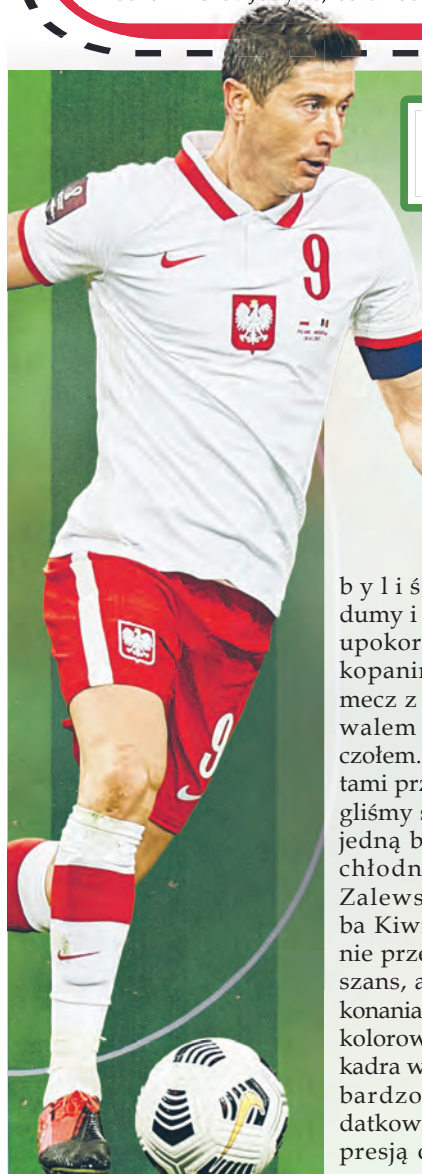 9
9
b y l i ś
dumy i
upokor
kopanin
mecz z
walem
czołem.
tami prz
gliśmy s
jedną b
chłodn
Zalews
ba Kiw
nie prze
szans, a
konania
kolorow
kadra w
bardzo
datkow
presją o